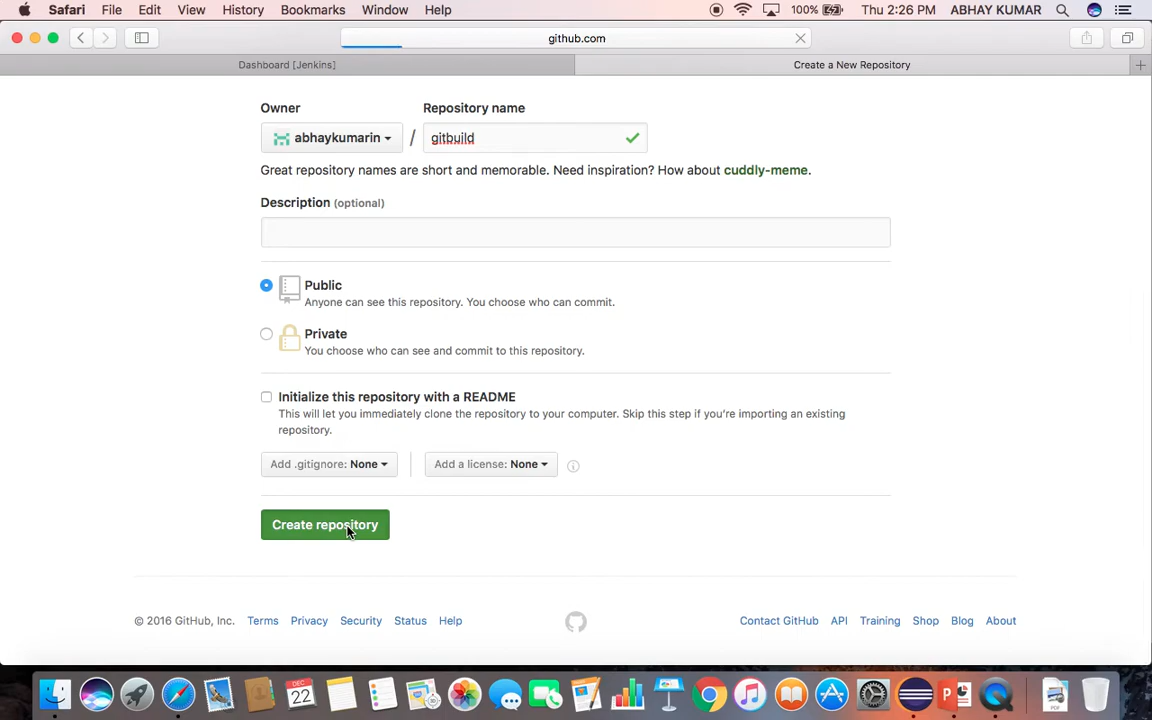 Safari File Edit View History Bookmarks Window Help 100% Thu 2:26 PM ABHAY KUMAR
github.com
Dashboard [Jenkins] Create a New Repository
Owner Repository name
abhaykumarin / gitbuild
Great repository names are short and memorable. Need inspiration? How about cuddly-meme.
Description (optional)
Public
Anyone can see this repository. You choose who can commit.
Private
You choose who can see and commit to this repository.
Initialize this repository with a README
This will let you immediately clone the repository to your computer. Skip this step if you're importing an existing
repository.
Add .gitignore: None Add a license: None
Create repository
© 2016 GitHub, Inc. Terms Privacy Security Status Help Contact GitHub API Training Shop Blog About
DEC
22